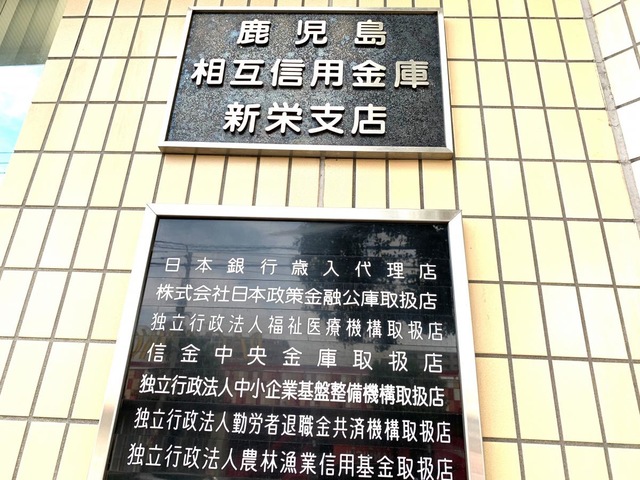 鹿児島
相互信用金庫
新栄支店
日本銀行歳入代理店
株式会社日本政策金融公庫取扱店
独立行政法人福祉医療機構取扱店
信金中央金庫取扱店
独立行政法人中小企業基盤整備機構取扱店
独立行政法人勤労者退職金共済機構取扱店
独立行政法人農林漁業信用基金取扱店